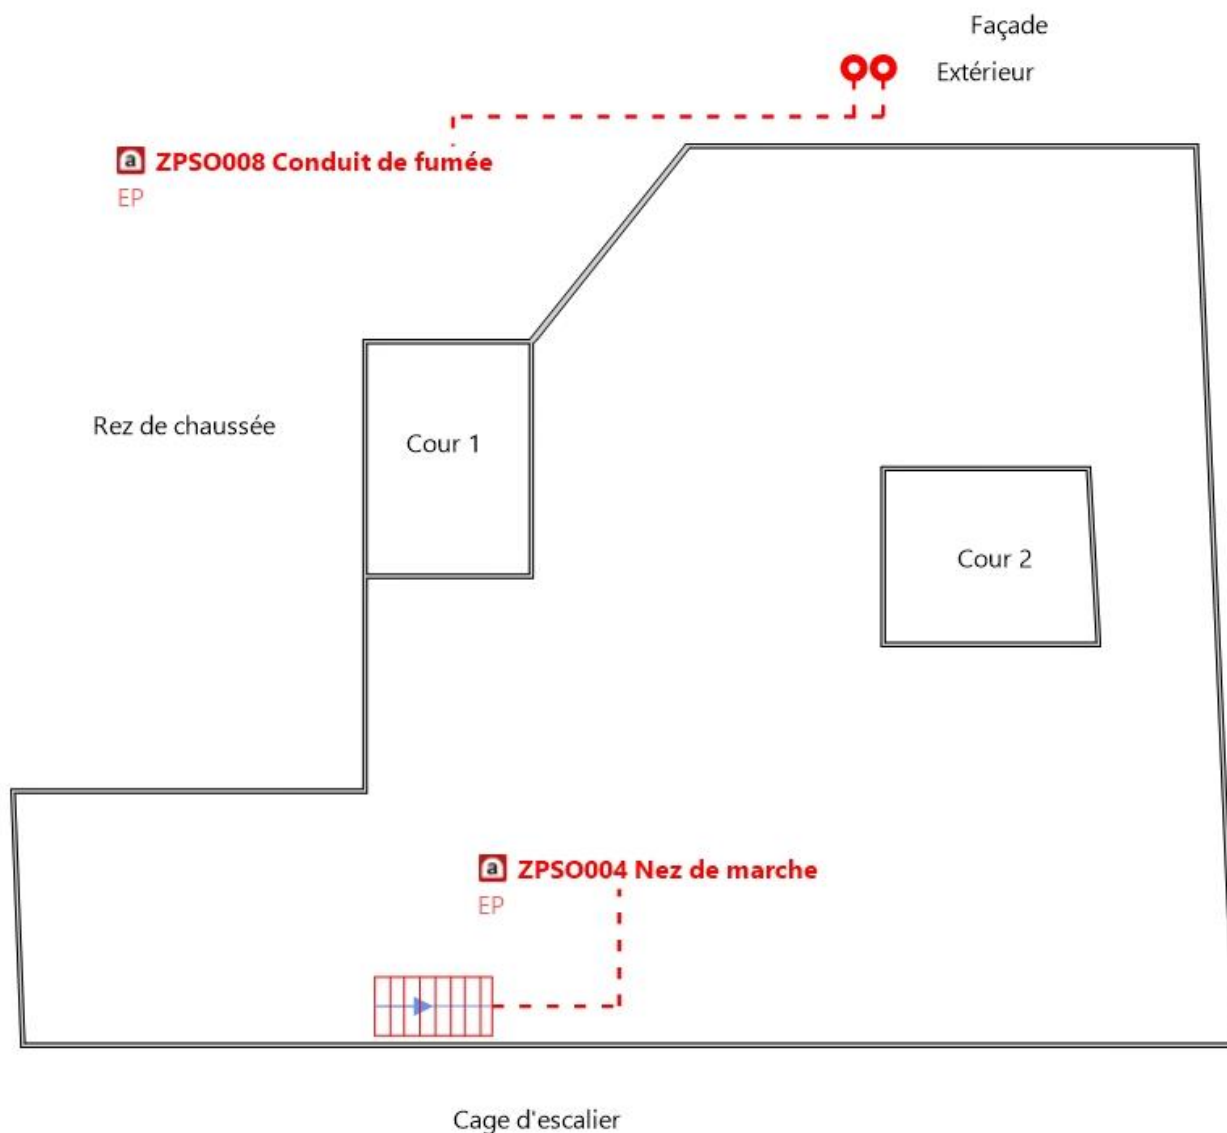 Façade
Extérieur
a ZPSO008 Conduit de fumée
EP
Rez de chaussée
Cour 1
Cour 2
a ZPSO004 Nez de marche
EP
Cage d'escalier